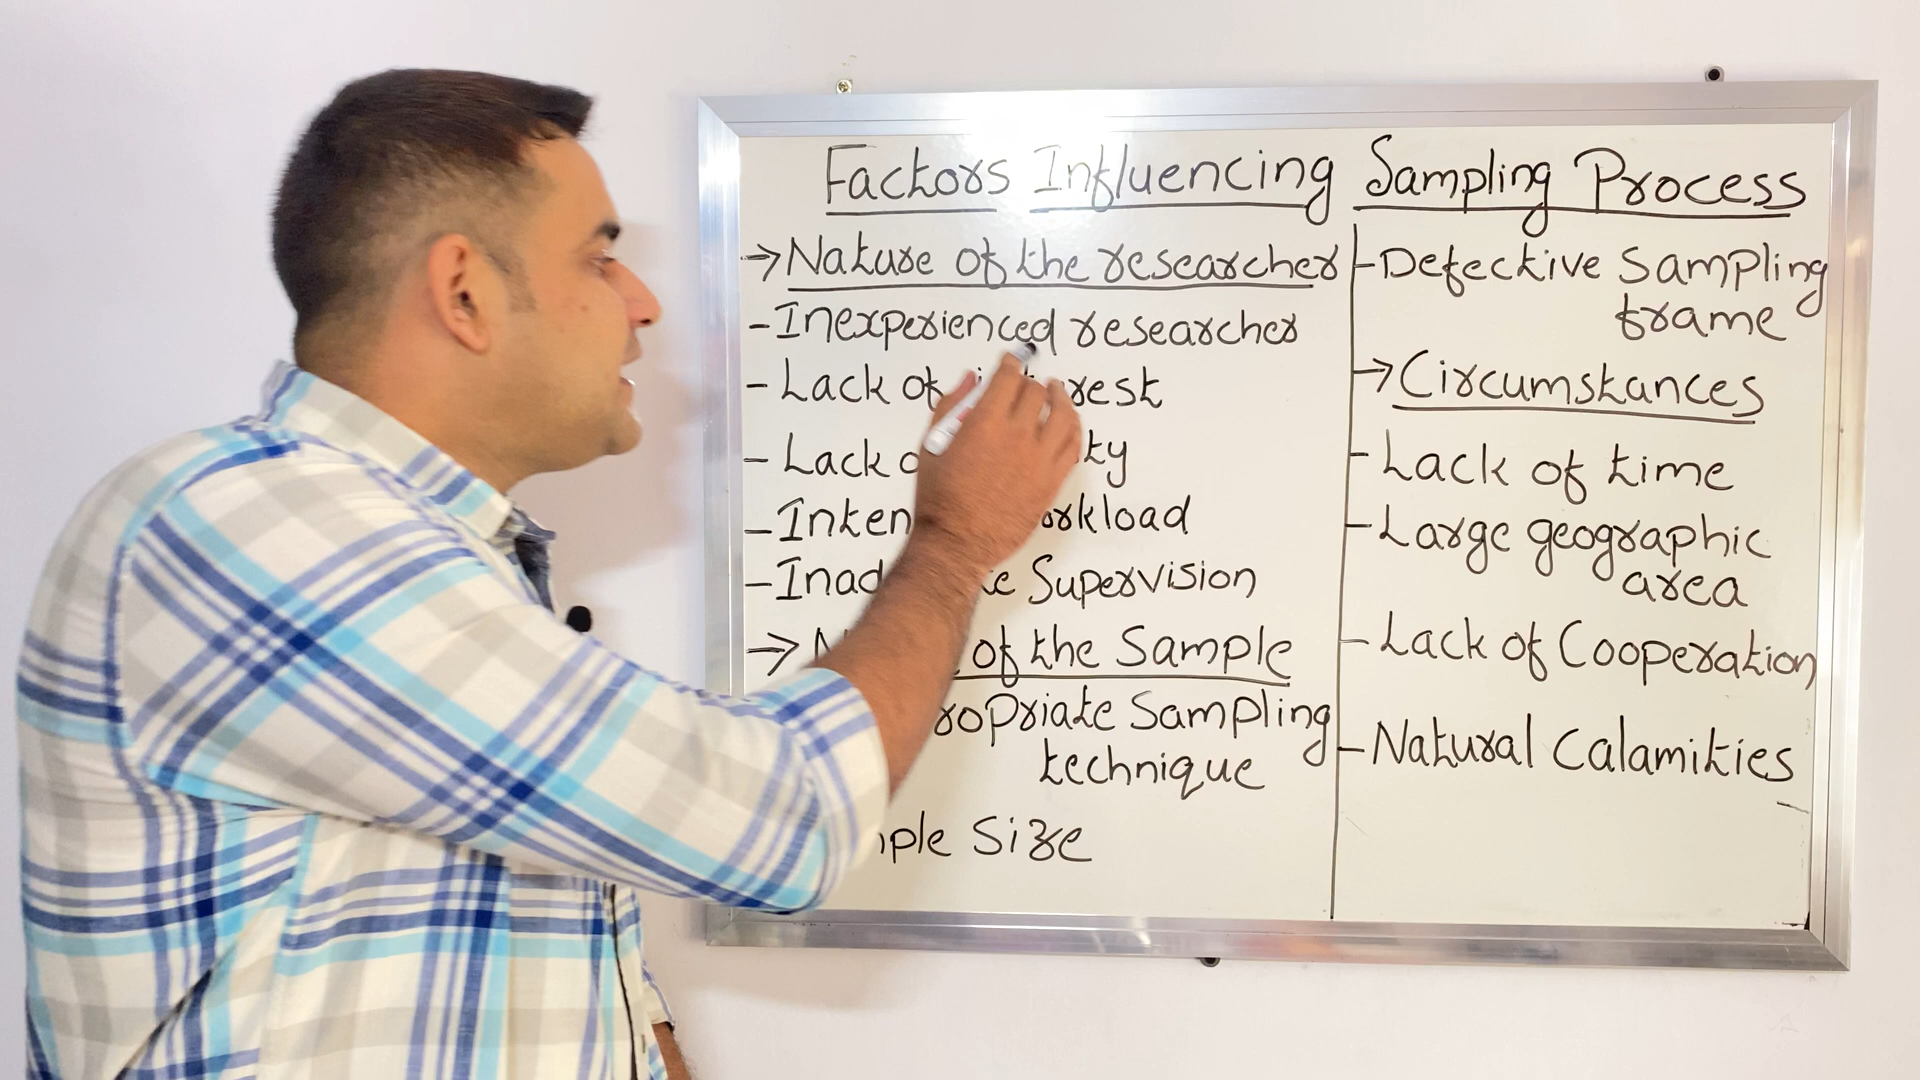 Factors Influencing Sampling Process
→ Nature of the researcher
- Inexperienced researcher
- Lack of
- Lack
workload
Supervision
→ of the Sample
Sampling
technique
Size
- Defective Sampling
frame
→ Circumstances
- Lack of time
- Large geographic
area
- Lack of Cooperation
- Natural Calamities